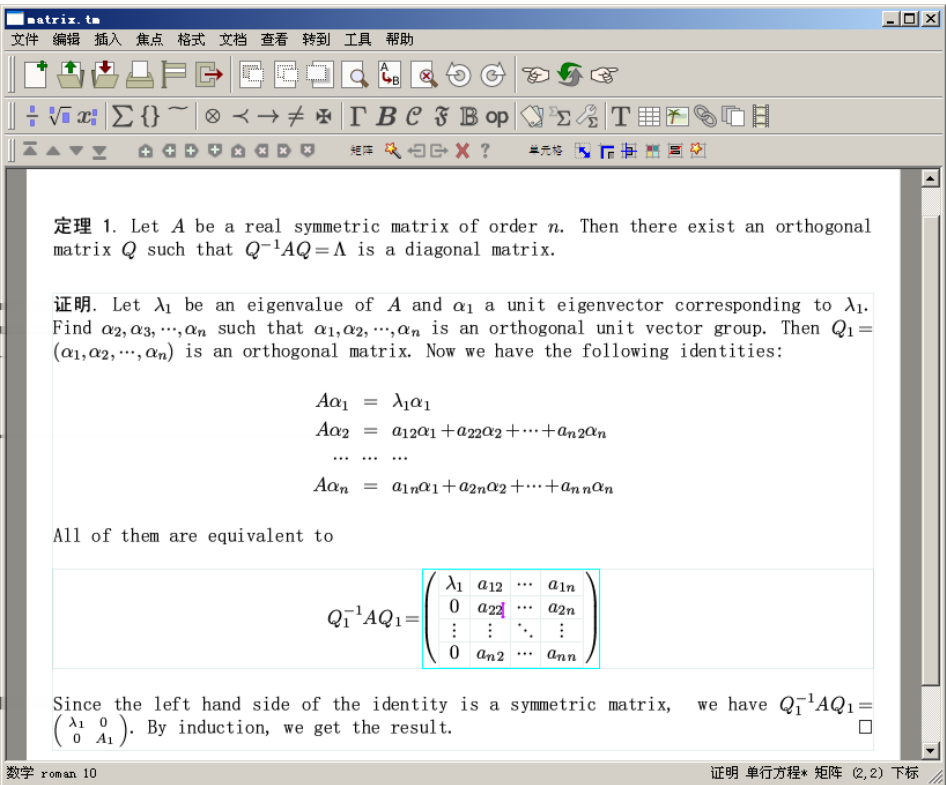 matrix.tm
文件 编辑 插入 焦点 格式 文档 查看 转到 工具 帮助
Γ B C 𝔉 𝔹 op T
矩阵 ? 单元格
定理 1. Let A be a real symmetric matrix of order n. Then there exist an orthogonal
matrix Q such that Q⁻¹AQ = Λ is a diagonal matrix.
证明. Let λ₁ be an eigenvalue of A and α₁ a unit eigenvector corresponding to λ₁.
Find α₂, α₃, ⋯, αₙ such that α₁, α₂, ⋯, αₙ is an orthogonal unit vector group. Then Q₁ =
(α₁, α₂, ⋯, αₙ) is an orthogonal matrix. Now we have the following identities:
Aα₁ = λ₁α₁
Aα₂ = a₁₂α₁ + a₂₂α₂ + ⋯ + aₙ₂αₙ
⋯ ⋯ ⋯
Aαₙ = a₁ₙα₁ + a₂ₙα₂ + ⋯ + aₙₙαₙ
All of them are equivalent to
λ₁ a₁₂ ⋯ a₁ₙ
0 a₂₂ ⋯ a₂ₙ
Q₁⁻¹AQ₁ =
⋮ ⋮ ⋱ ⋮
0 aₙ₂ ⋯ aₙₙ
Since the left hand side of the identity is a symmetric matrix, we have Q₁⁻¹AQ₁ =
(λ₁ 0
0 A₁). By induction, we get the result. □
数学 roman 10 证明 单行方程* 矩阵 (2,2) 下标